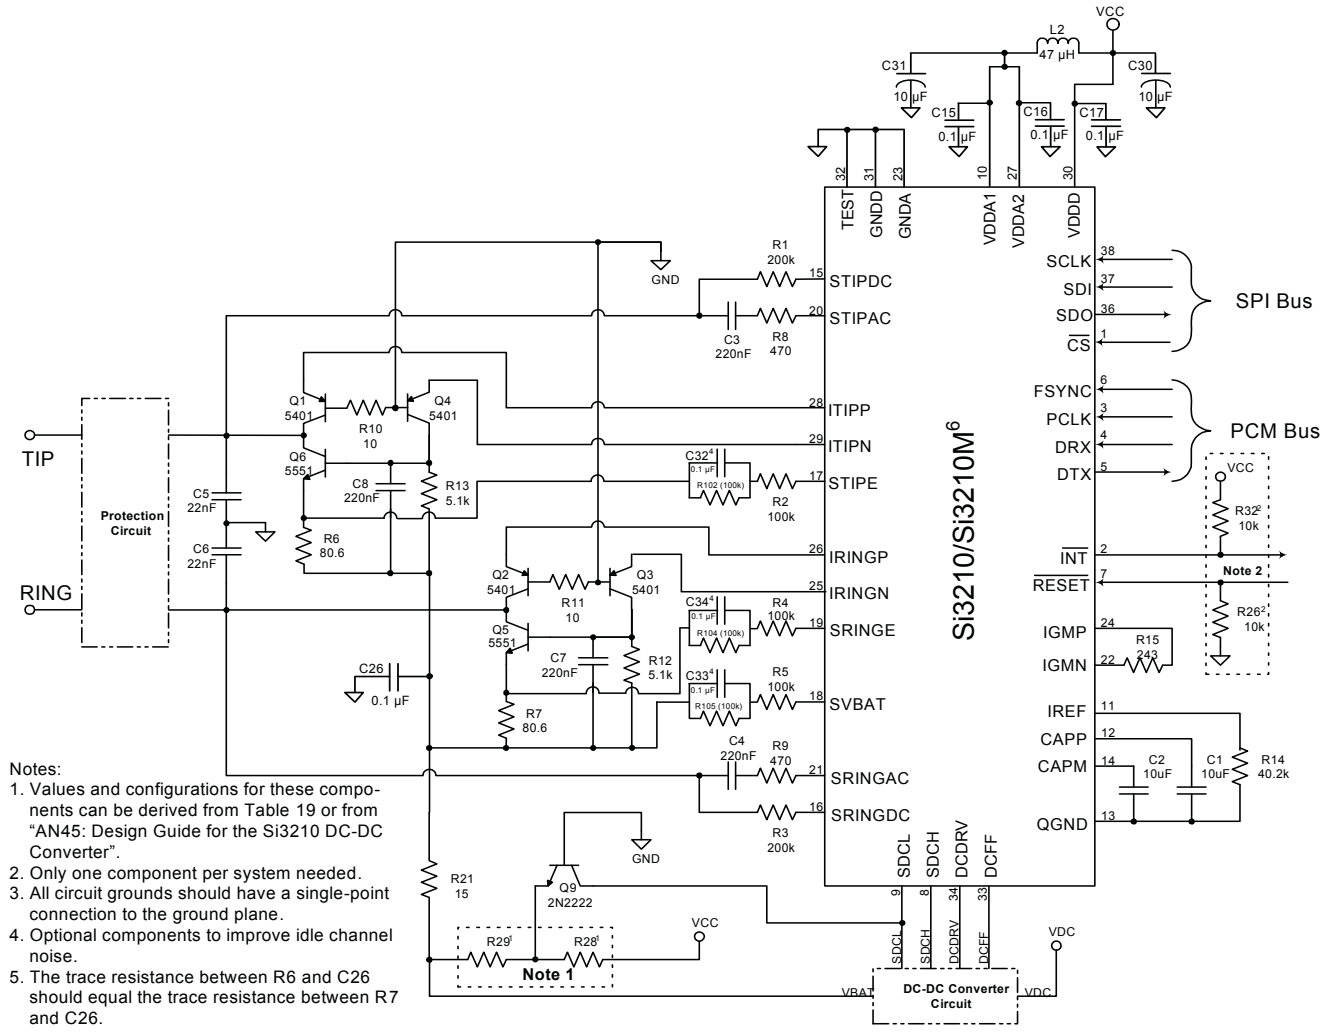 VCC
L2
47 µH
C31
10 µF
C30
10 µF
C15
0.1 µF
C16
0.1 µF
C17
0.1 µF
32
31
23
10
27
30
TEST
GNDD
GNDA
VDDA1
VDDA2
VDDD
GND
R1
200k
15
STIPDC
20
STIPAC
C3
220nF
R8
470
SCLK
38
SDI
37
SDO
36
CS
1
SPI Bus
FSYNC
6
PCLK
3
DRX
4
DTX
5
PCM Bus
Q1
5401
R10
10
Q4
5401
28
ITIPP
29
ITIPN
TIP
Q6
5551
C8
220nF
R13
5.1k
C32⁴
0.1 µF
R102 (100k)
R2
100k
17
STIPE
Si3210/Si3210M⁶
VCC
R32²
10k
Note 2
R26²
10k
Protection
Circuit
C5
22nF
C6
22nF
R6
80.6
26
IRINGP
25
IRINGN
INT
2
RESET
7
RING
Q2
5401
R11
10
Q3
5401
Q5
5551
C7
220nF
R12
5.1k
C34⁴
0.1 µF
R104 (100k)
R4
100k
19
SRINGE
IGMP
24
R15
243
IGMN
22
C26
0.1 µF
R7
80.6
C33⁴
0.1 µF
R105 (100k)
R5
100k
18
SVBAT
IREF
11
CAPP
12
CAPM
14
QGND
13
C2
10uF
C1
10uF
R14
40.2k
C4
220nF
R9
470
21
SRINGAC
R3
200k
16
SRINGDC
SDCL
SDCH
DCDRV
DCFF
9
8
34
33
GND
Q9
2N2222
R21
15
R29¹
R28¹
Note 1
VCC
SDCL
SDCH
DCDRV
DCFF
VBAT
DC-DC Converter
Circuit
VDC
VDC
Notes:
1. Values and configurations for these compo-
nents can be derived from Table 19 or from
“AN45: Design Guide for the Si3210 DC-DC
Converter”.
2. Only one component per system needed.
3. All circuit grounds should have a single-point
connection to the ground plane.
4. Optional components to improve idle channel
noise.
5. The trace resistance between R6 and C26
should equal the trace resistance between R7
and C26.